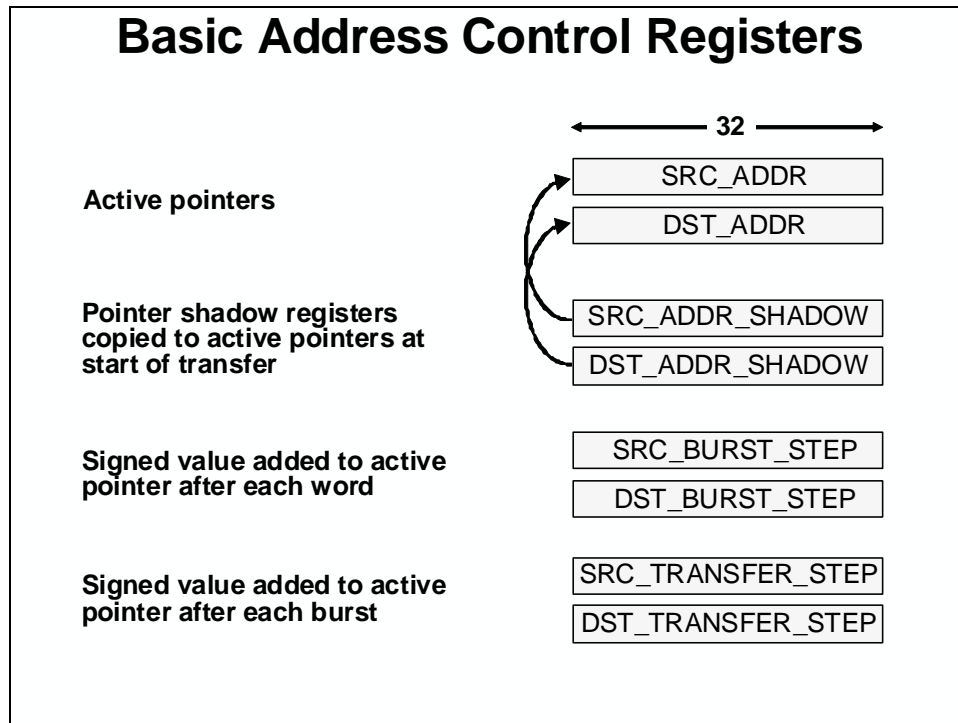 Basic Address Control Registers
32
Active pointers
SRC_ADDR
DST_ADDR
Pointer shadow registers
copied to active pointers at
start of transfer
SRC_ADDR_SHADOW
DST_ADDR_SHADOW
Signed value added to active
pointer after each word
SRC_BURST_STEP
DST_BURST_STEP
Signed value added to active
pointer after each burst
SRC_TRANSFER_STEP
DST_TRANSFER_STEP